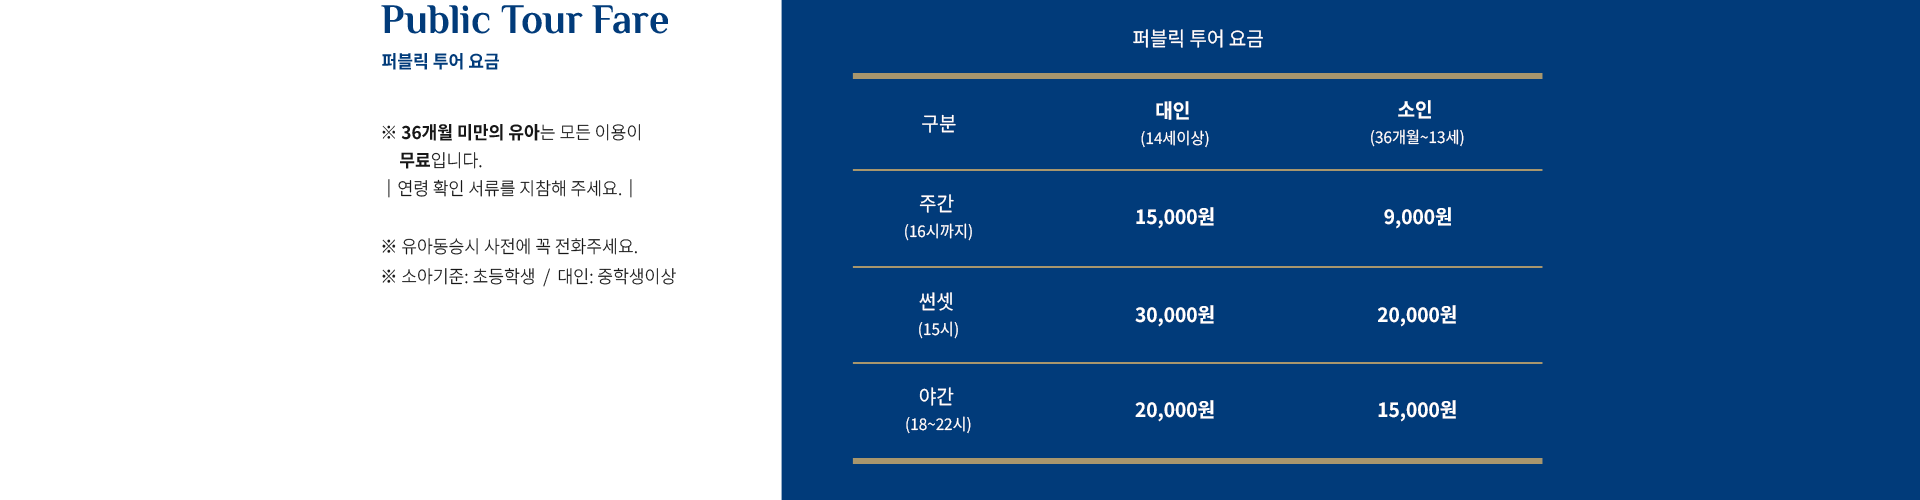 Public Tour Fare
퍼블릭 투어 요금
※ 36개월 미만의 유아는 모든 이용이
무료입니다.
| 연령 확인 서류를 지참해 주세요. |
※ 유아동승시 사전에 꼭 전화주세요.
※ 소아기준: 초등학생 / 대인: 중학생이상
퍼블릭 투어 요금
구분 대인 소인
(14세이상) (36개월~13세)
주간
(16시까지) 15,000원 9,000원
썬셋
(15시) 30,000원 20,000원
야간
(18~22시) 20,000원 15,000원